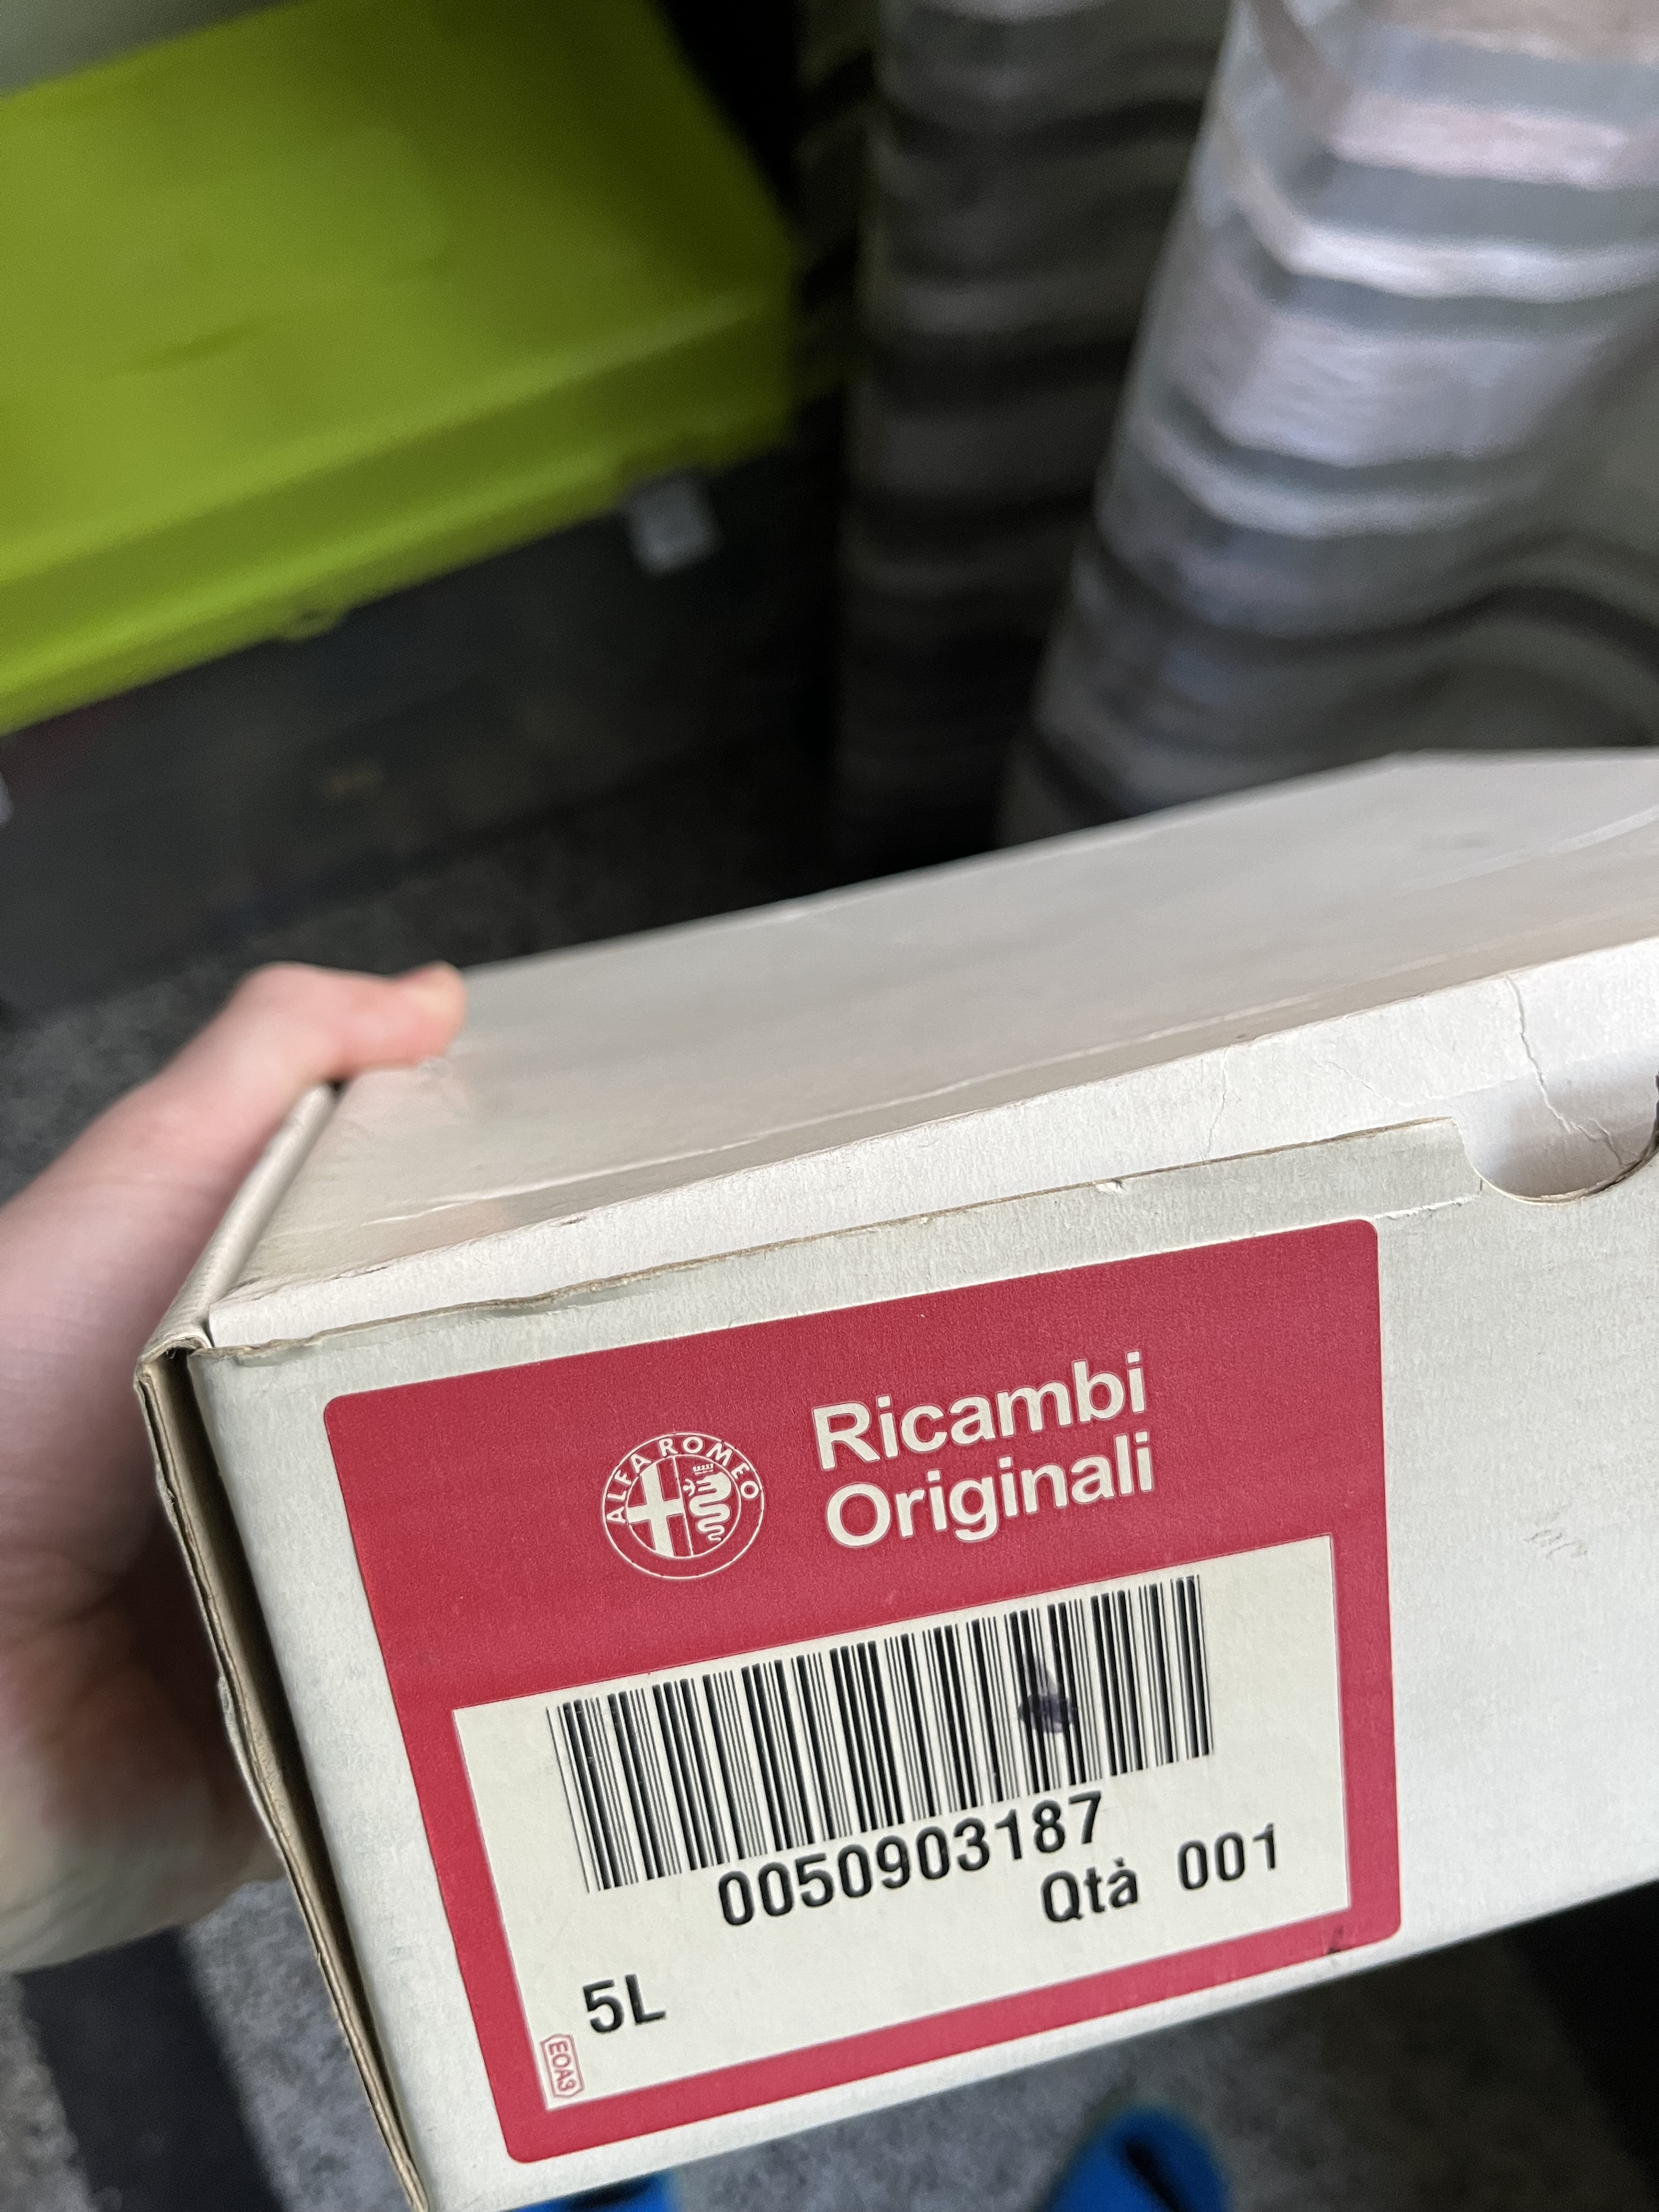 ALFA ROMEO
Ricambi
Originali
0050903187
Qtà 001
5L
EOA3